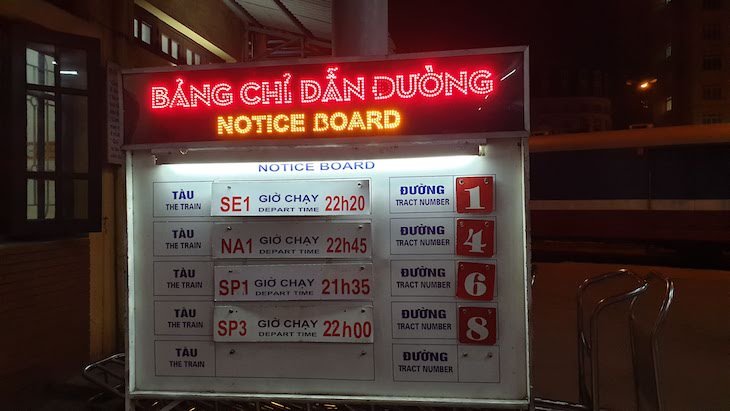 BẢNG CHỈ DẪN ĐƯỜNG
NOTICE BOARD
NOTICE BOARD
TÀU SE1 GIỜ CHẠY 22h20 ĐƯỜNG 1
THE TRAIN DEPART TIME TRACT NUMBER
TÀU NA1 GIỜ CHẠY 22h45 ĐƯỜNG 4
THE TRAIN DEPART TIME TRACT NUMBER
TÀU SP1 GIỜ CHẠY 21h35 ĐƯỜNG 6
THE TRAIN DEPART TIME TRACT NUMBER
TÀU SP3 GIỜ CHẠY 22h00 ĐƯỜNG 8
THE TRAIN DEPART TIME TRACT NUMBER
TÀU ĐƯỜNG
THE TRAIN TRACT NUMBER